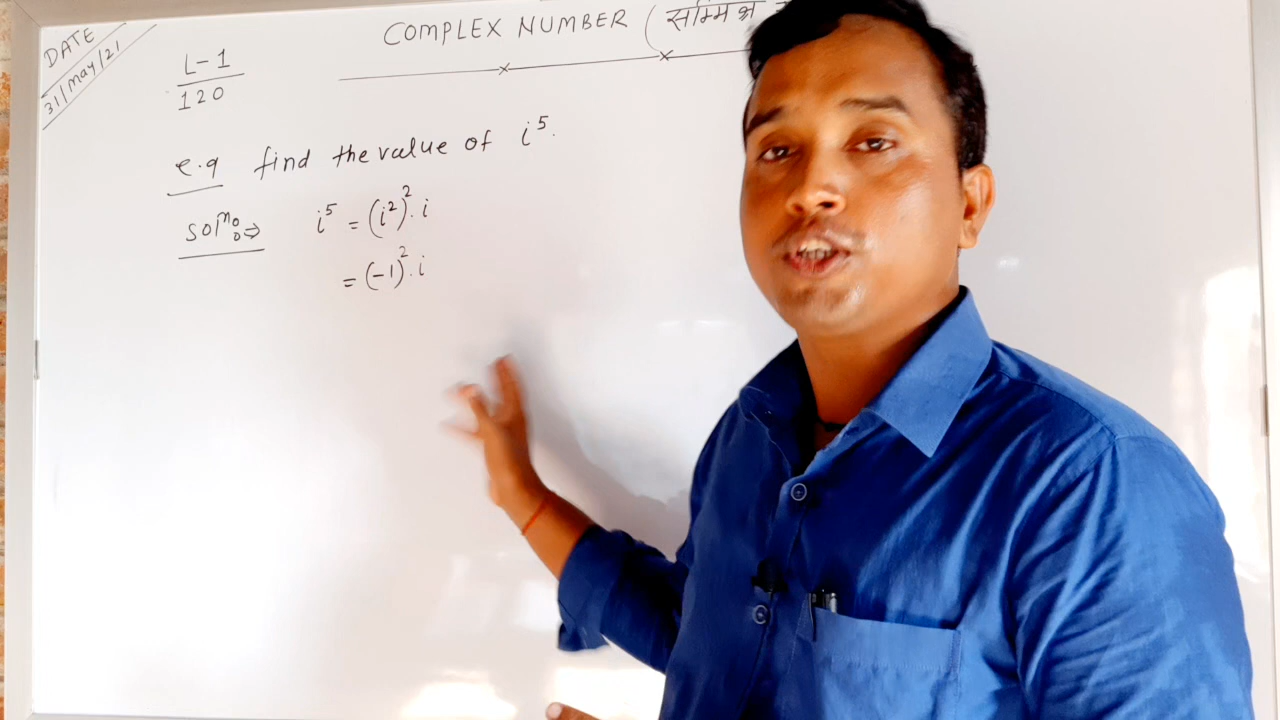 DATE
31/May/21
L-1
120
COMPLEX NUMBER (सम्मिश्र
e.g find the value of i⁵.
solⁿ: ⇒ i⁵ = (i²)². i
= (-1)². i